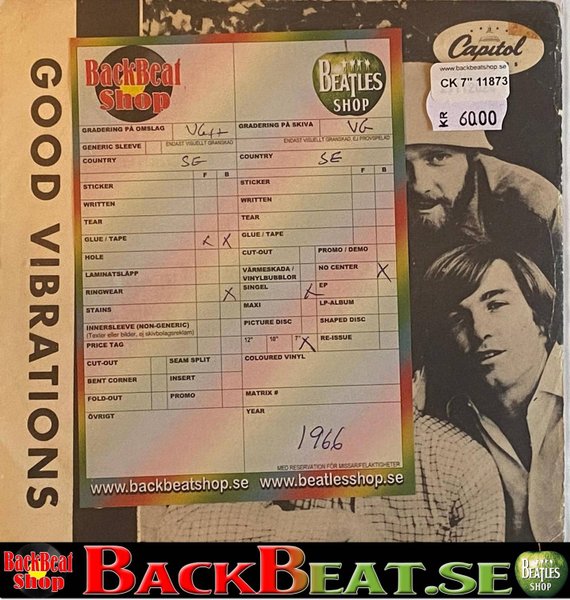 GOOD VIBRATIONS
Capitol
www.backbeatshop.se
CK 7" 11873
KR 60.00
BackBeat
Shop
BEATLES
SHOP
GRADERING PÅ OMSLAG
GRADERING PÅ SKIVA VG
GENERIC SLEEVE
ENDAST VISUELLT GRANSKAD
ENDAST VISUELLT GRANSKAD, EJ PROVSPELAD
COUNTRY SE
COUNTRY SE
F B
STICKER
WRITTEN
TEAR
GLUE / TAPE X X
HOLE
LAMINATSLÄPP
RINGWEAR X
STAINS
INNERSLEEVE (NON-GENERIC)
(Texter eller bilder, ej skivbolagsreklam)
PRICE TAG
CUT-OUT SEAM SPLIT
BENT CORNER INSERT
FOLD-OUT PROMO
ÖVRIGT
F B
STICKER
WRITTEN
TEAR
GLUE / TAPE
CUT-OUT PROMO / DEMO
VÄRMESKADA /
VINYLBUBBLOR
NO CENTER X
SINGEL X EP
MAXI LP-ALBUM
PICTURE DISC SHAPED DISC
12" 10" 7" X RE-ISSUE
COLOURED VINYL
MATRIX #
YEAR
1966
MED RESERVATION FÖR MISSAR/FELAKTIGHETER
www.backbeatshop.se www.beatlesshop.se
BackBeat
Shop
BACKBEAT.SE
BEATLES
SHOP